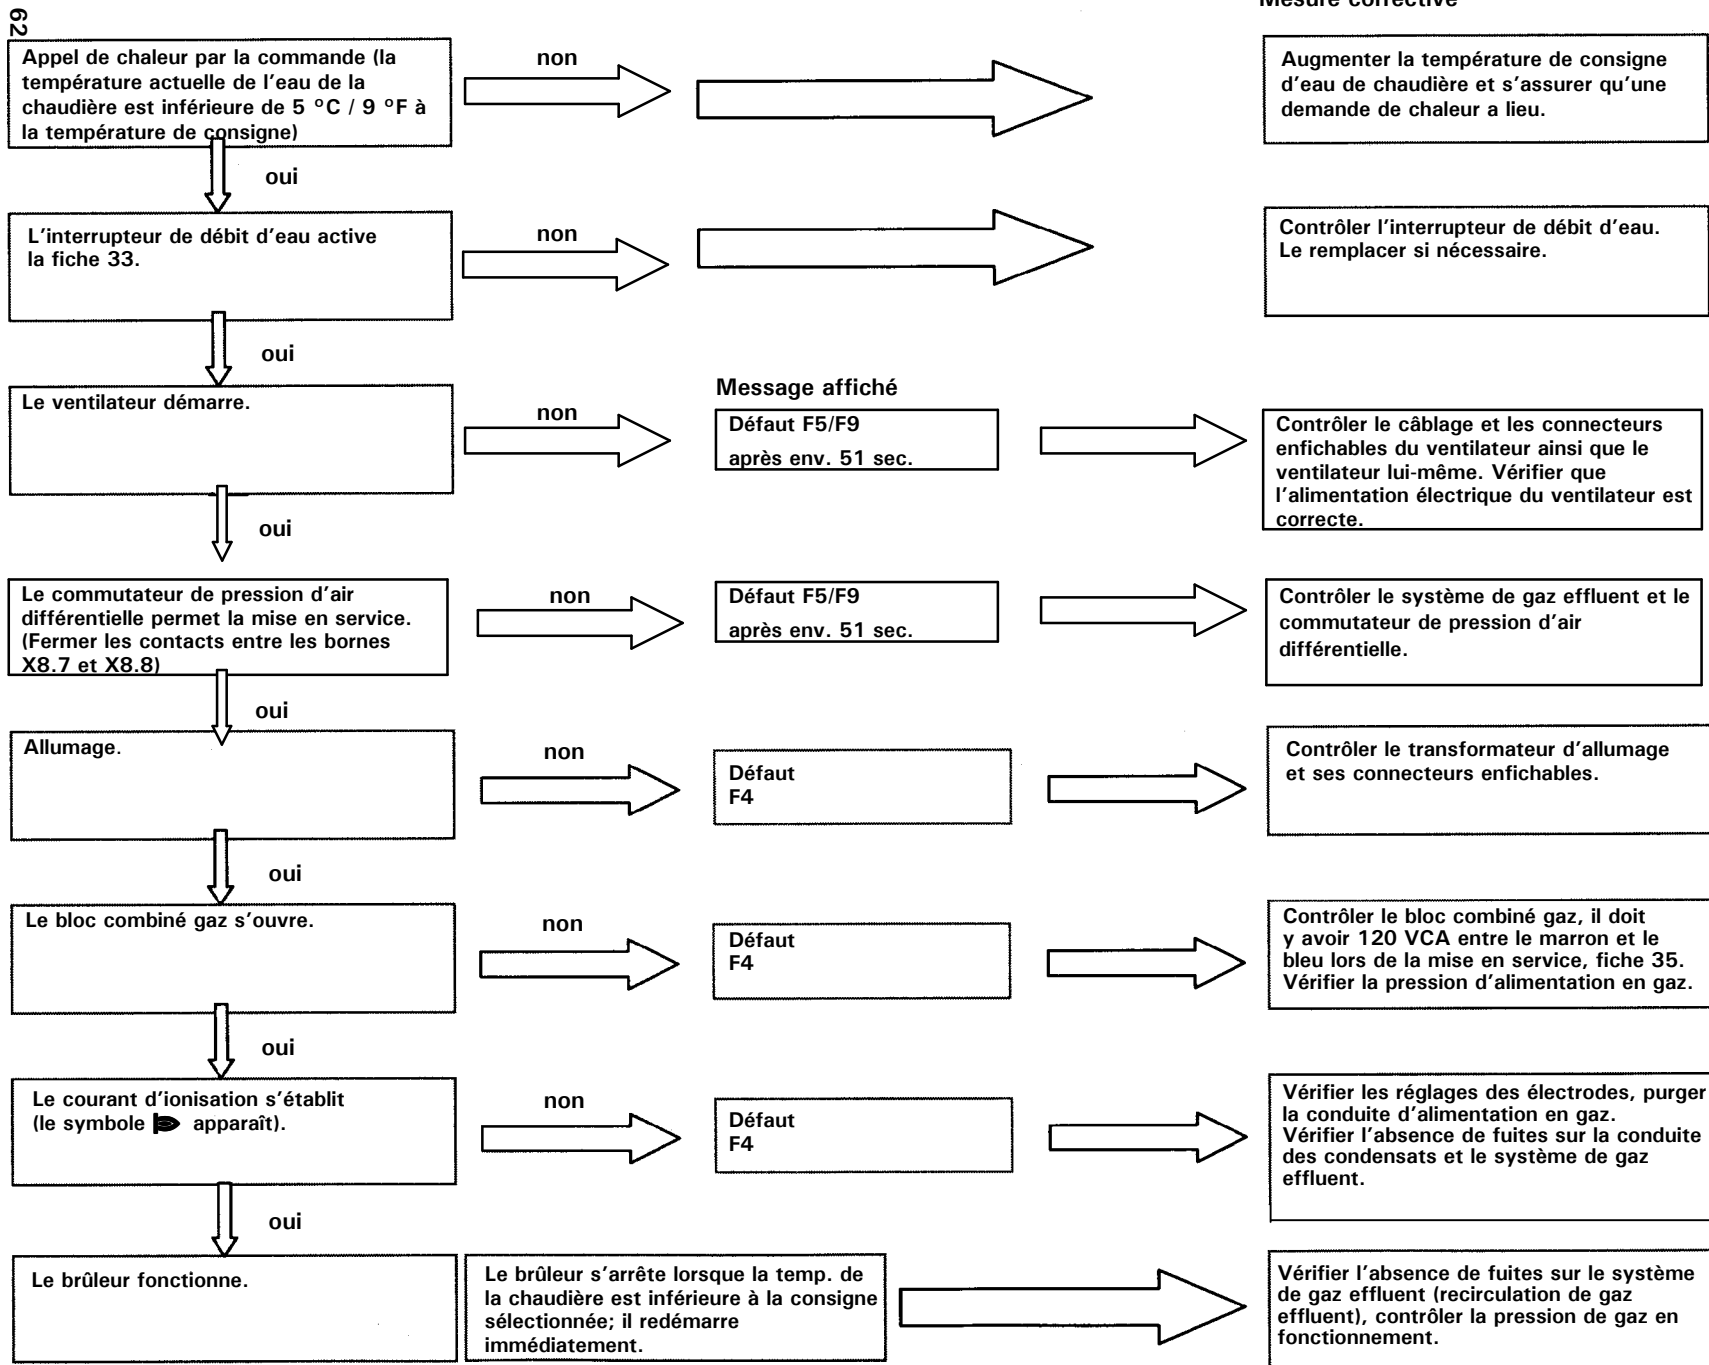 62
Mesure corrective
Appel de chaleur par la commande (la
température actuelle de l'eau de la
chaudière est inférieure de 5 °C / 9 °F à
la température de consigne)
non
Augmenter la température de consigne
d'eau de chaudière et s'assurer qu'une
demande de chaleur a lieu.
oui
L'interrupteur de débit d'eau active
la fiche 33.
non
Contrôler l'interrupteur de débit d'eau.
Le remplacer si nécessaire.
oui
Message affiché
Le ventilateur démarre.
non
Défaut F5/F9
après env. 51 sec.
Contrôler le câblage et les connecteurs
enfichables du ventilateur ainsi que le
ventilateur lui-même. Vérifier que
l'alimentation électrique du ventilateur est
correcte.
oui
Le commutateur de pression d'air
différentielle permet la mise en service.
(Fermer les contacts entre les bornes
X8.7 et X8.8)
non
Défaut F5/F9
après env. 51 sec.
Contrôler le système de gaz effluent et le
commutateur de pression d'air
différentielle.
oui
Allumage.
non
Défaut
F4
Contrôler le transformateur d'allumage
et ses connecteurs enfichables.
oui
Le bloc combiné gaz s'ouvre.
non
Défaut
F4
Contrôler le bloc combiné gaz, il doit
y avoir 120 VCA entre le marron et le
bleu lors de la mise en service, fiche 35.
Vérifier la pression d'alimentation en gaz.
oui
Le courant d'ionisation s'établit
(le symbole apparaît).
non
Défaut
F4
Vérifier les réglages des électrodes, purger
la conduite d'alimentation en gaz.
Vérifier l'absence de fuites sur la conduite
des condensats et le système de gaz
effluent.
oui
Le brûleur fonctionne.
Le brûleur s'arrête lorsque la temp. de
la chaudière est inférieure à la consigne
sélectionnée; il redémarre
immédiatement.
Vérifier l'absence de fuites sur le système
de gaz effluent (recirculation de gaz
effluent), contrôler la pression de gaz en
fonctionnement.